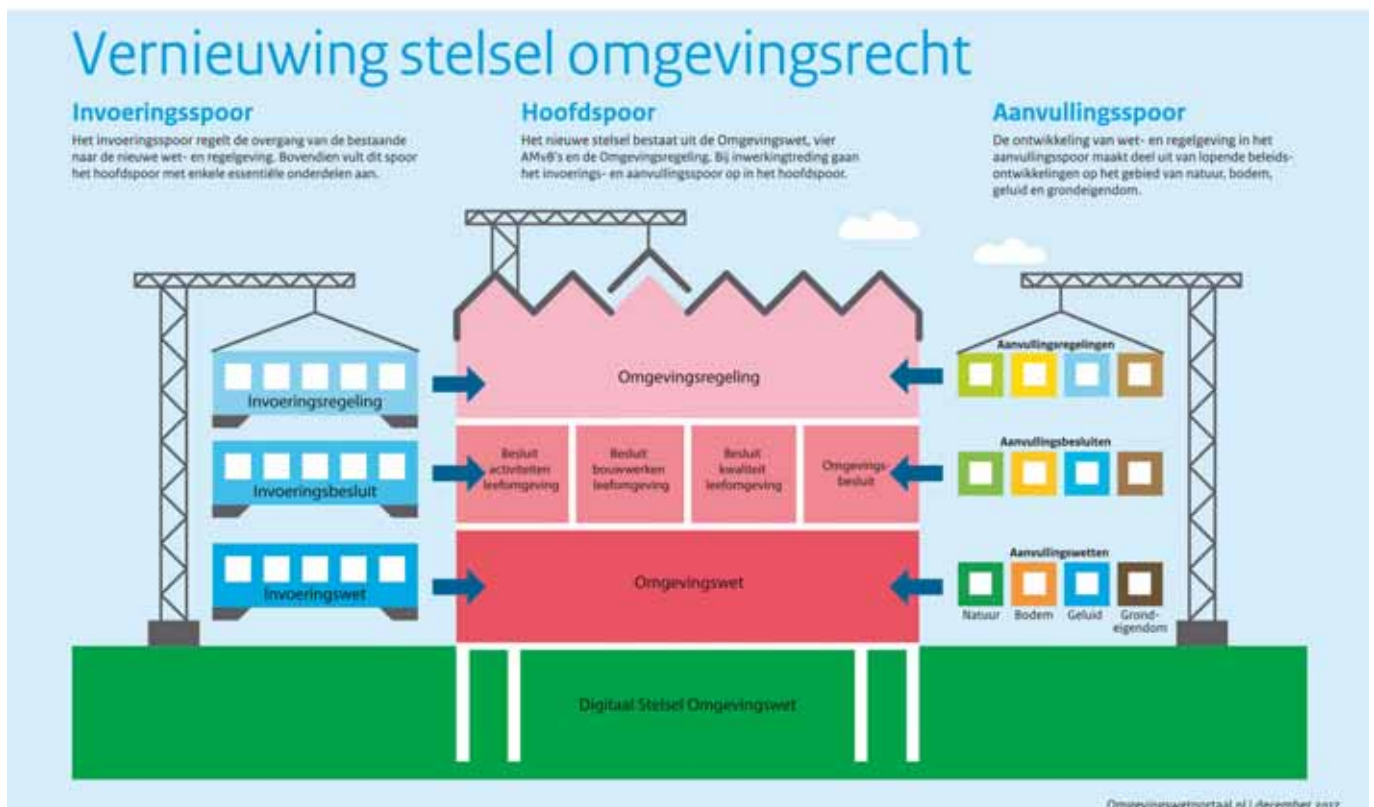 Vernieuwing stelsel omgevingsrecht
Invoeringsspoor
Het invoeringsspoor regelt de overgang van de bestaande
naar de nieuwe wet- en regelgeving. Bovendien vult dit spoor
het hoofdspoor met enkele essentiële onderdelen aan.
Hoofdspoor
Het nieuwe stelsel bestaat uit de Omgevingswet, vier
AMvB's en de Omgevingsregeling. Bij inwerkingtreding gaan
het invoerings- en aanvullingsspoor op in het hoofdspoor.
Aanvullingsspoor
De ontwikkeling van wet- en regelgeving in het
aanvullingsspoor maakt deel uit van lopende beleids-
ontwikkelingen op het gebied van natuur, bodem,
geluid en grondeigendom.
Invoeringsregeling
Omgevingsregeling
Aanvullingsregelingen
Invoeringsbesluit
Besluit
activiteiten
leefomgeving
Besluit
bouwwerken
leefomgeving
Besluit
kwaliteit
leefomgeving
Omgevings-
besluit
Aanvullingsbesluiten
Invoeringswet
Omgevingswet
Aanvullingswetten
Natuur
Bodem
Geluid
Grond-
eigendom
Digitaal Stelsel Omgevingswet
Omgevingswetportaal.nl | december 2017